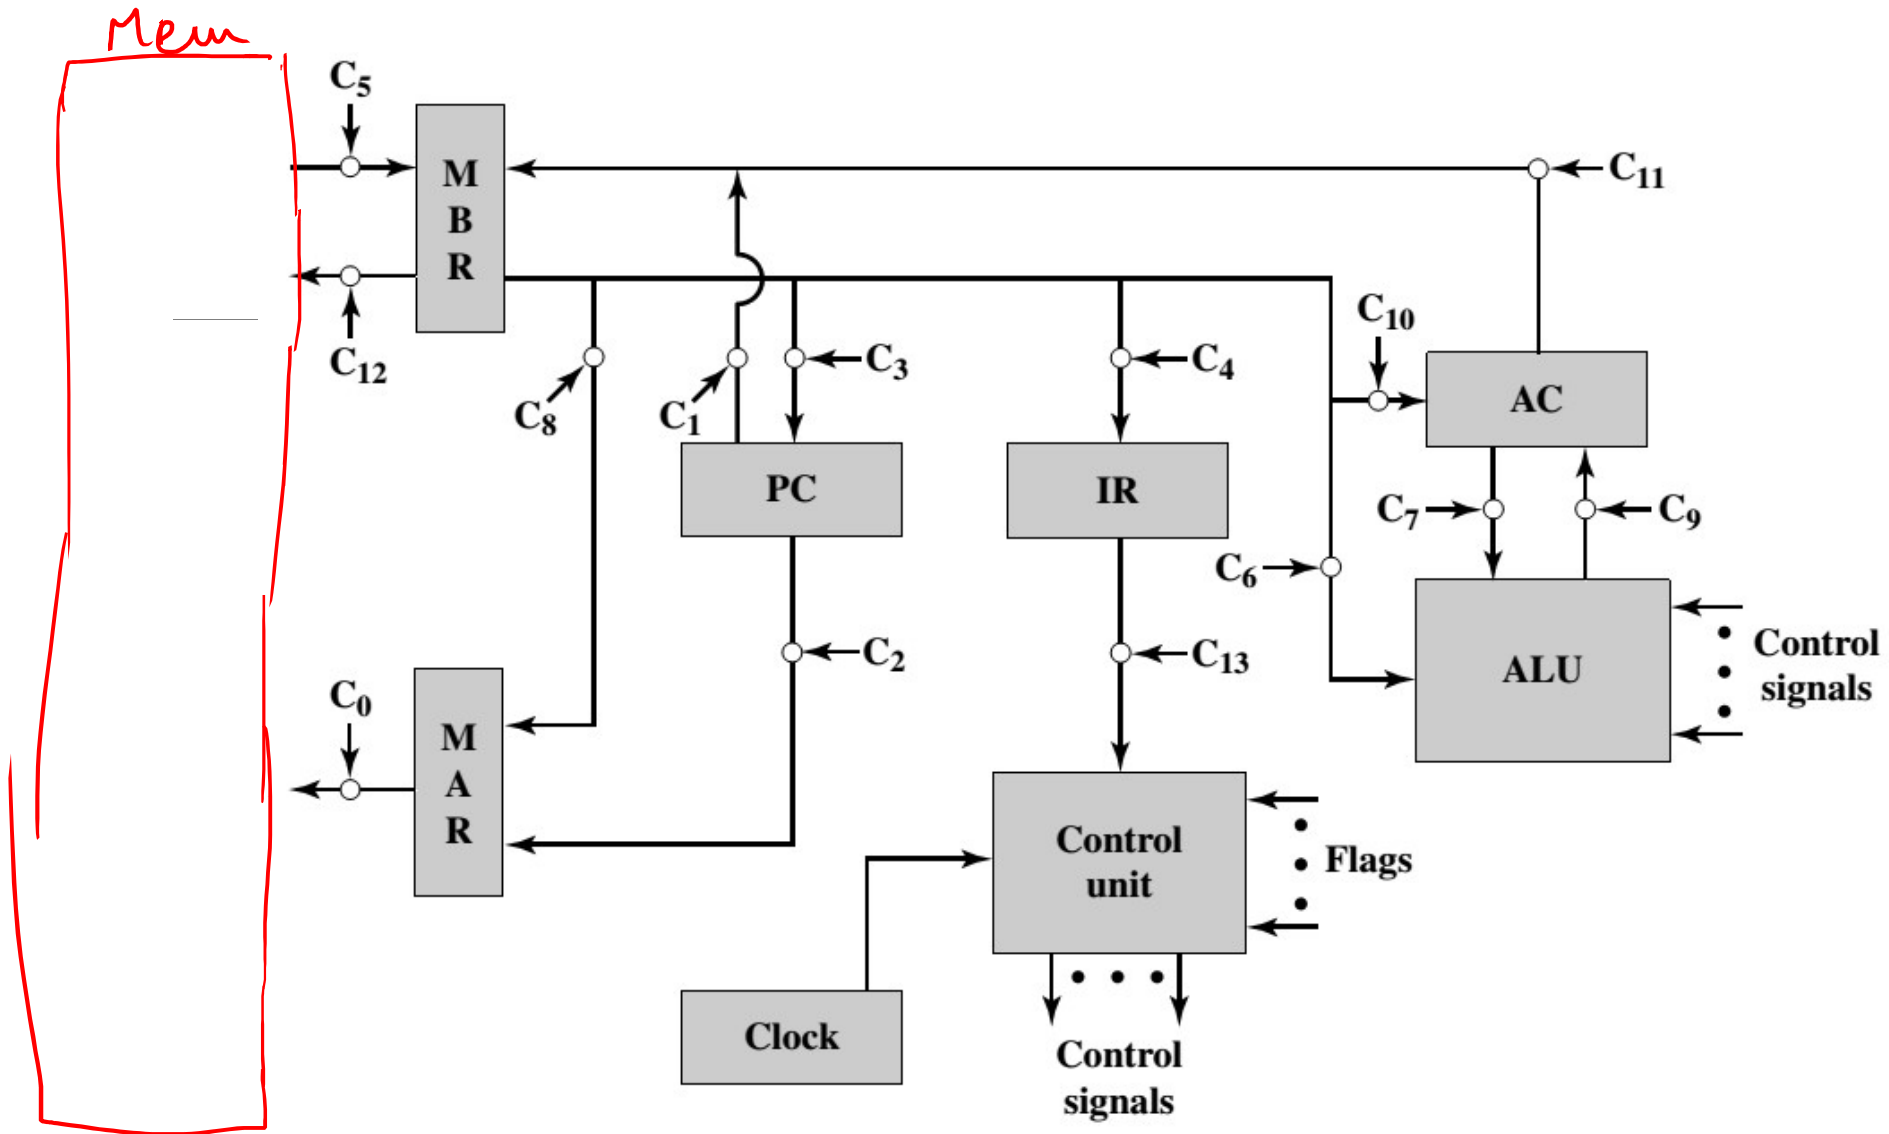 Mem
C5
M
B
R
C11
C12
C8
C1
C3
C4
C10
AC
PC
IR
C7
C9
C6
C2
C13
ALU
Control
signals
C0
M
A
R
Control
unit
Flags
Clock
Control
signals